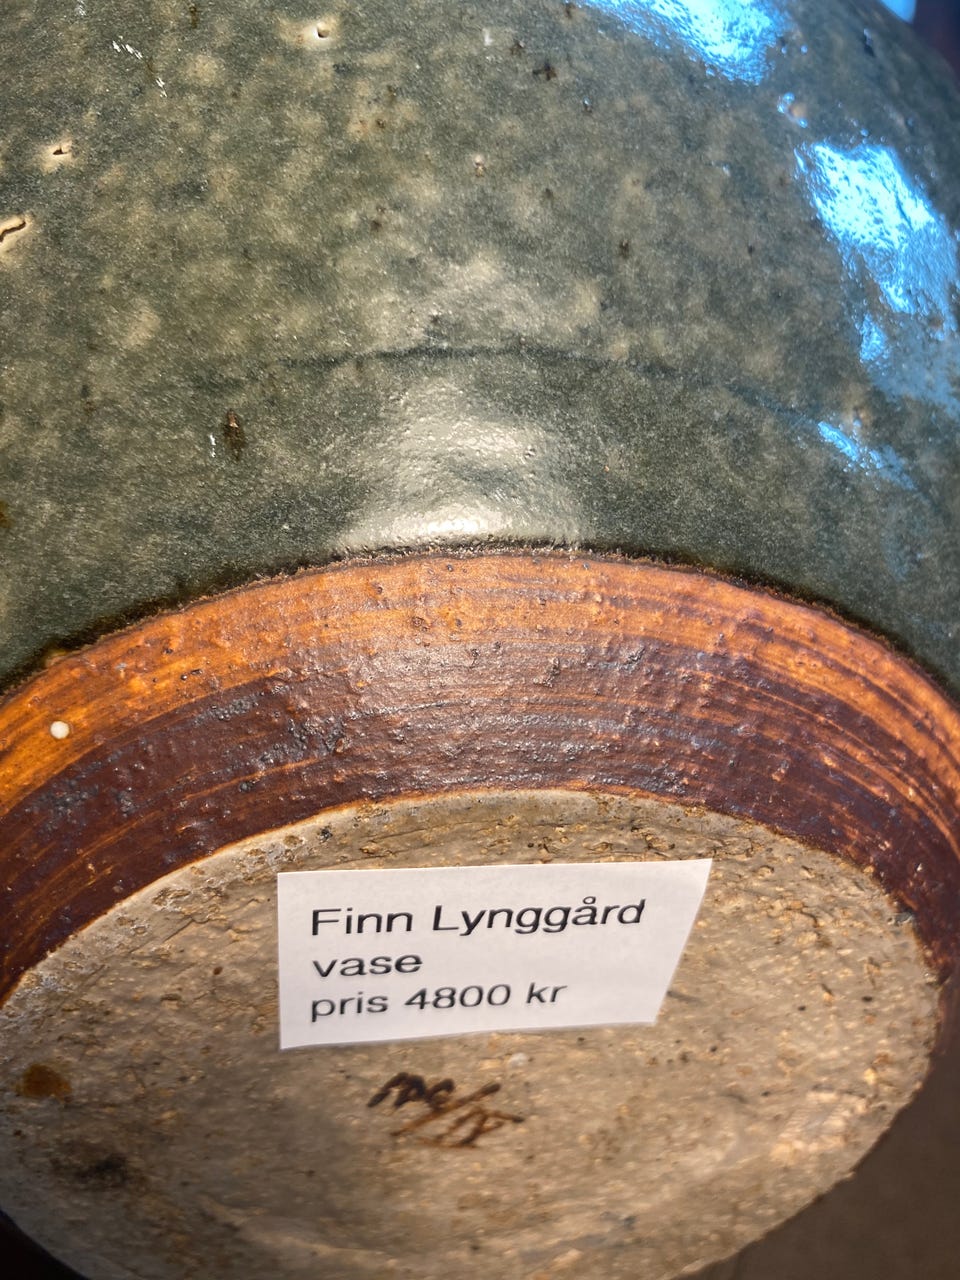 Finn Lynggård
vase
pris 4800 kr